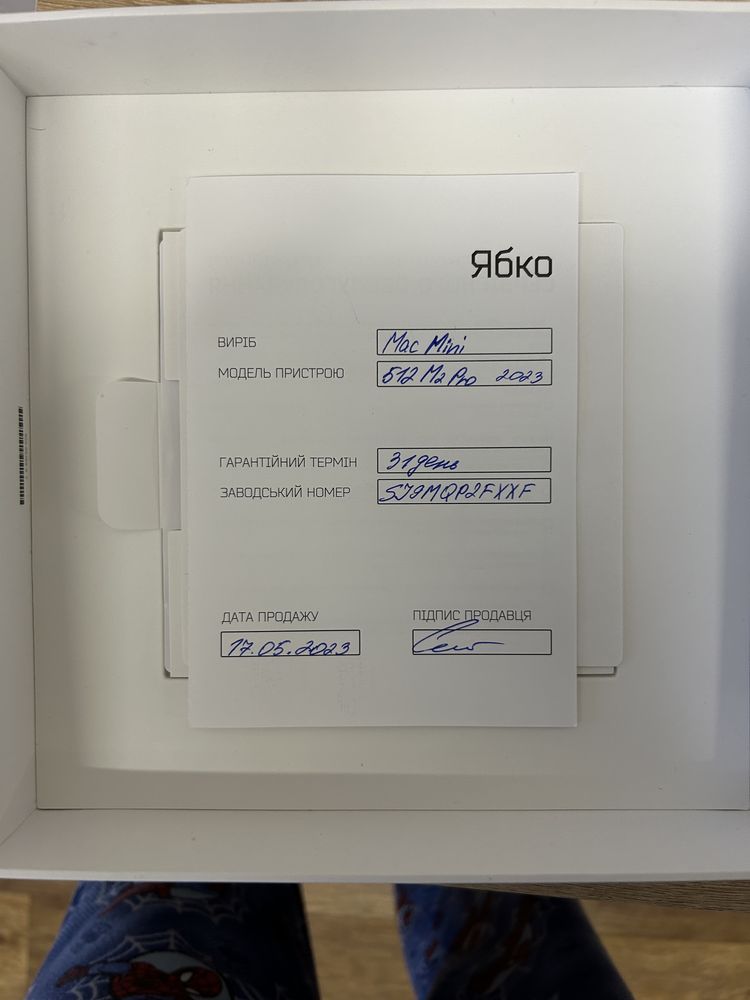 Ябко
ВИРІБ Mac Mini
МОДЕЛЬ ПРИСТРОЮ 512 M2 Pro 2023
ГАРАНТІЙНИЙ ТЕРМІН 31 день
ЗАВОДСЬКИЙ НОМЕР SJ9MQP2FXXF
ДАТА ПРОДАЖУ ПІДПИС ПРОДАВЦЯ
17.05.2023